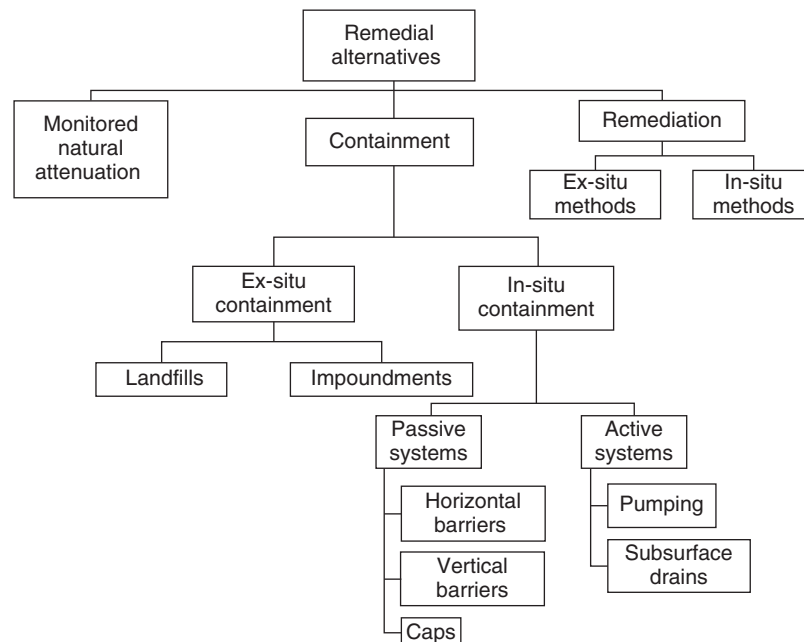 Remedial
alternatives
Monitored
natural
attenuation
Containment
Remediation
Ex-situ
methods
In-situ
methods
Ex-situ
containment
In-situ
containment
Landfills
Impoundments
Passive
systems
Active
systems
Horizontal
barriers
Pumping
Vertical
barriers
Subsurface
drains
Caps